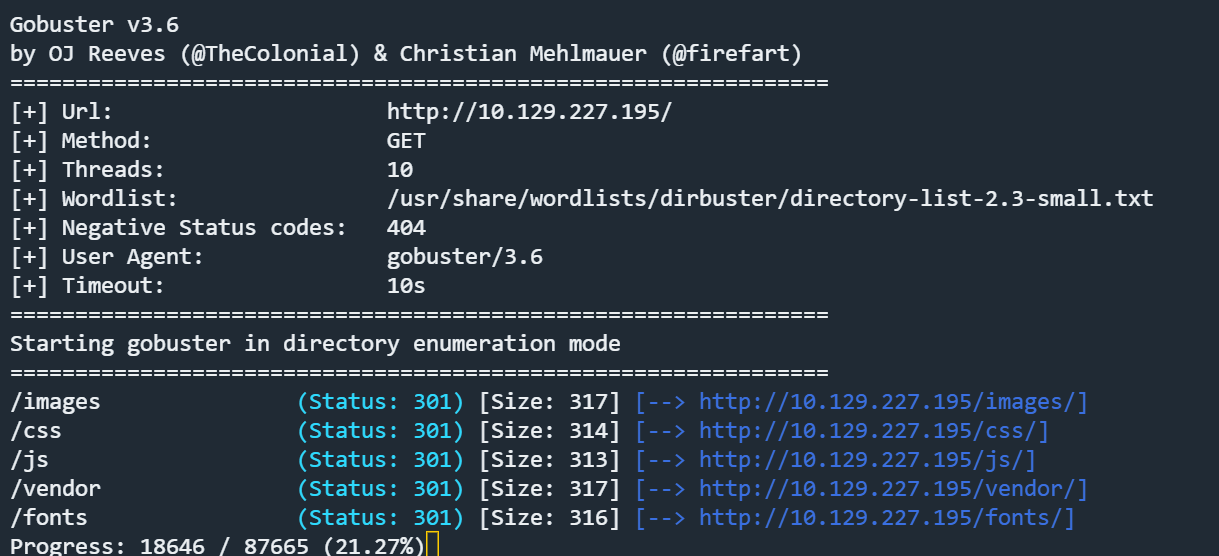 Gobuster v3.6
by OJ Reeves (@TheColonial) & Christian Mehlmauer (@firefart)
===============================================================
[+] Url:                     http://10.129.227.195/
[+] Method:                  GET
[+] Threads:                 10
[+] Wordlist:                /usr/share/wordlists/dirbuster/directory-list-2.3-small.txt
[+] Negative Status codes:   404
[+] User Agent:              gobuster/3.6
[+] Timeout:                 10s
===============================================================
Starting gobuster in directory enumeration mode
===============================================================
/images               (Status: 301) [Size: 317] [--> http://10.129.227.195/images/]
/css                  (Status: 301) [Size: 314] [--> http://10.129.227.195/css/]
/js                   (Status: 301) [Size: 313] [--> http://10.129.227.195/js/]
/vendor               (Status: 301) [Size: 317] [--> http://10.129.227.195/vendor/]
/fonts                (Status: 301) [Size: 316] [--> http://10.129.227.195/fonts/]
Progress: 18646 / 87665 (21.27%)